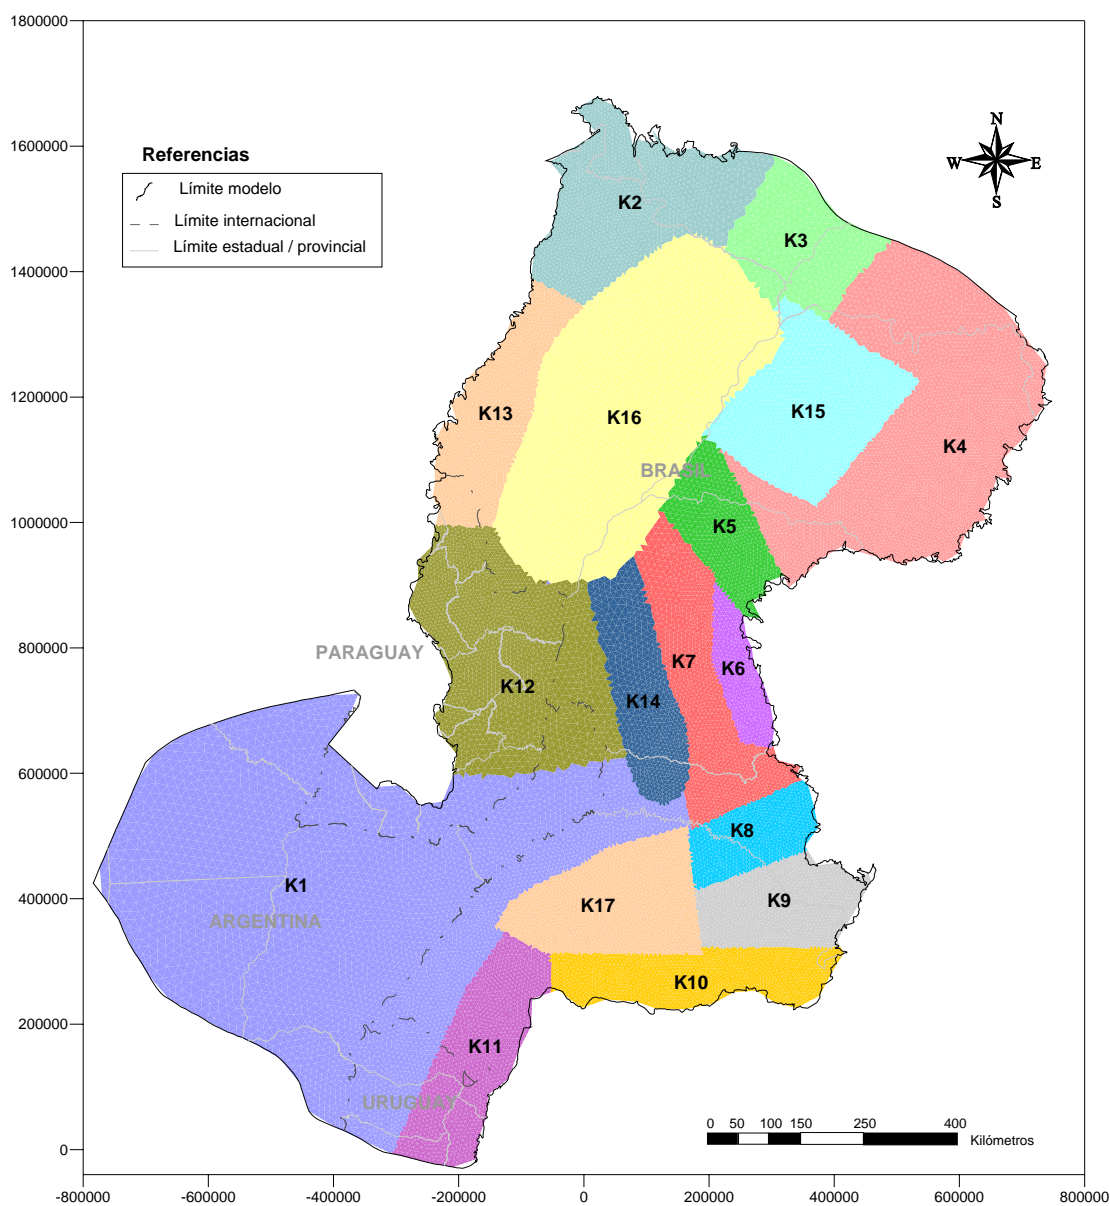 1800000
1600000
1400000
1200000
1000000
800000
600000
400000
200000
0
Referencias
Límite modelo
Límite internacional
Límite estadual / provincial
N
W E
S
K2
K3
K13
K16
K15
K4
BRASIL
K5
PARAGUAY
K12
K14
K7
K6
K8
K1
K17
K9
ARGENTINA
K10
K11
URUGUAY
0 50 100 150 250 400
Kilómetros
-800000 -600000 -400000 -200000 0 200000 400000 600000 800000